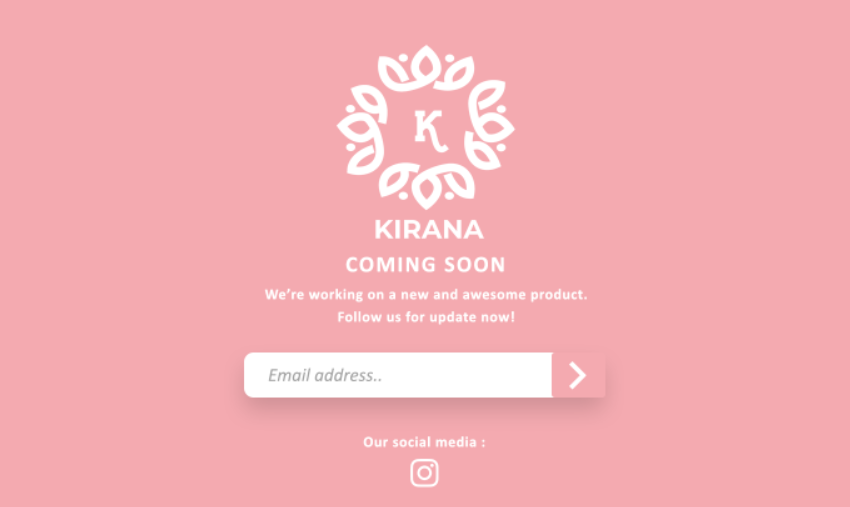 K
KIRANA
COMING SOON
We’re working on a new and awesome product.
Follow us for update now!
Email address..
Our social media :